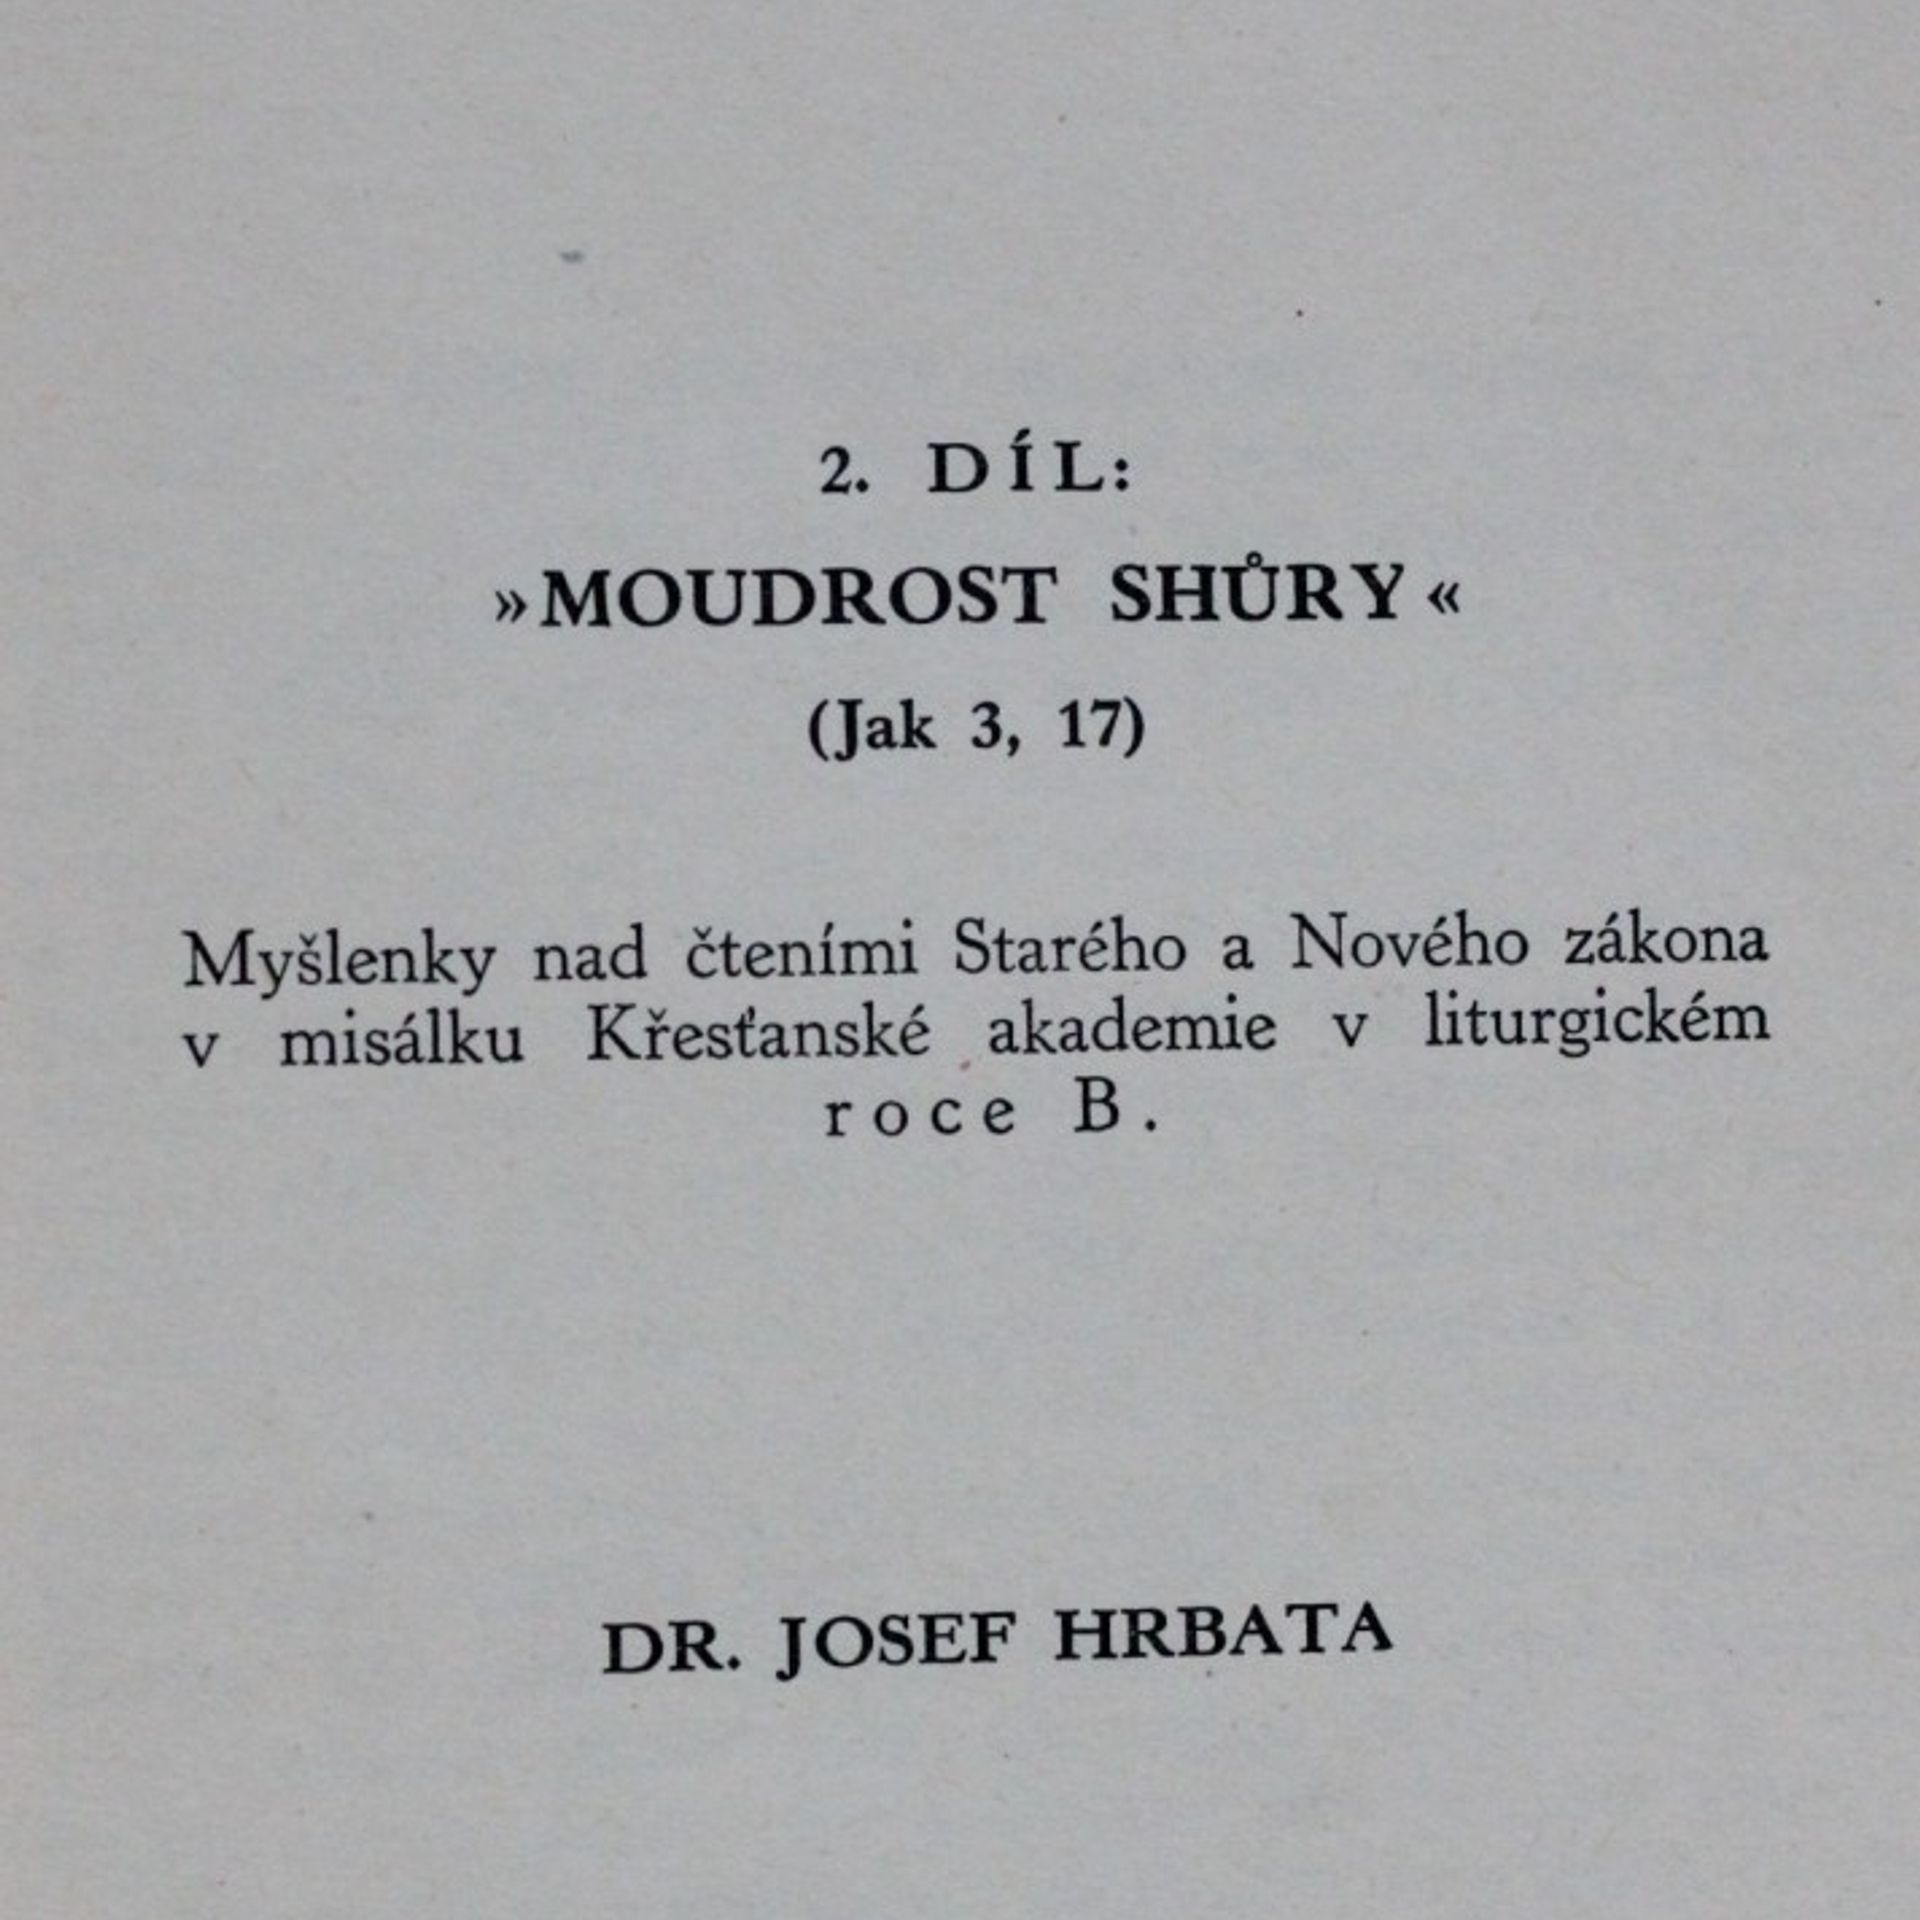 2. DÍL:
»MOUDROST SHŮRY«
(Jak 3, 17)
Myšlenky nad čteními Starého a Nového zákona
v misálku Křesťanské akademie v liturgickém
roce B.
DR. JOSEF HRBATA